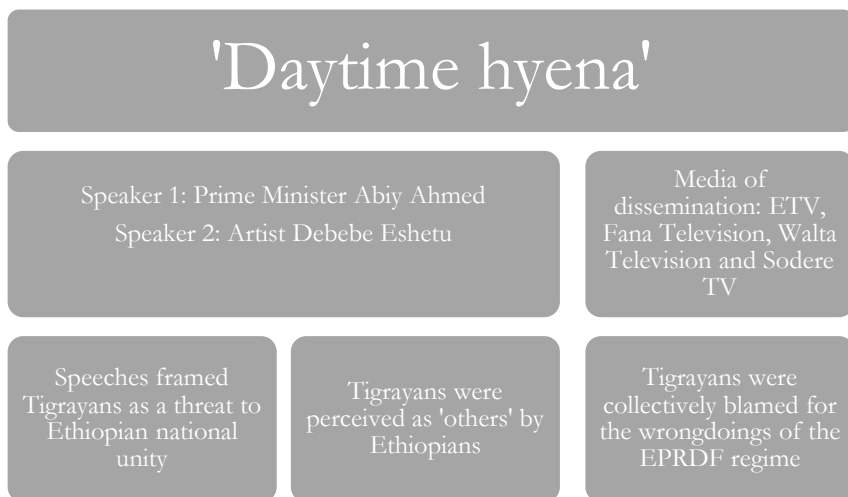 'Daytime hyena'
Speaker 1: Prime Minister Abiy Ahmed
Speaker 2: Artist Debebe Eshetu
Media of
dissemination: ETV,
Fana Television, Walta
Television and Sodere
TV
Speeches framed
Tigrayans as a threat to
Ethiopian national
unity
Tigrayans were
perceived as 'others' by
Ethiopians
Tigrayans were
collectively blamed for
the wrongdoings of the
EPRDF regime